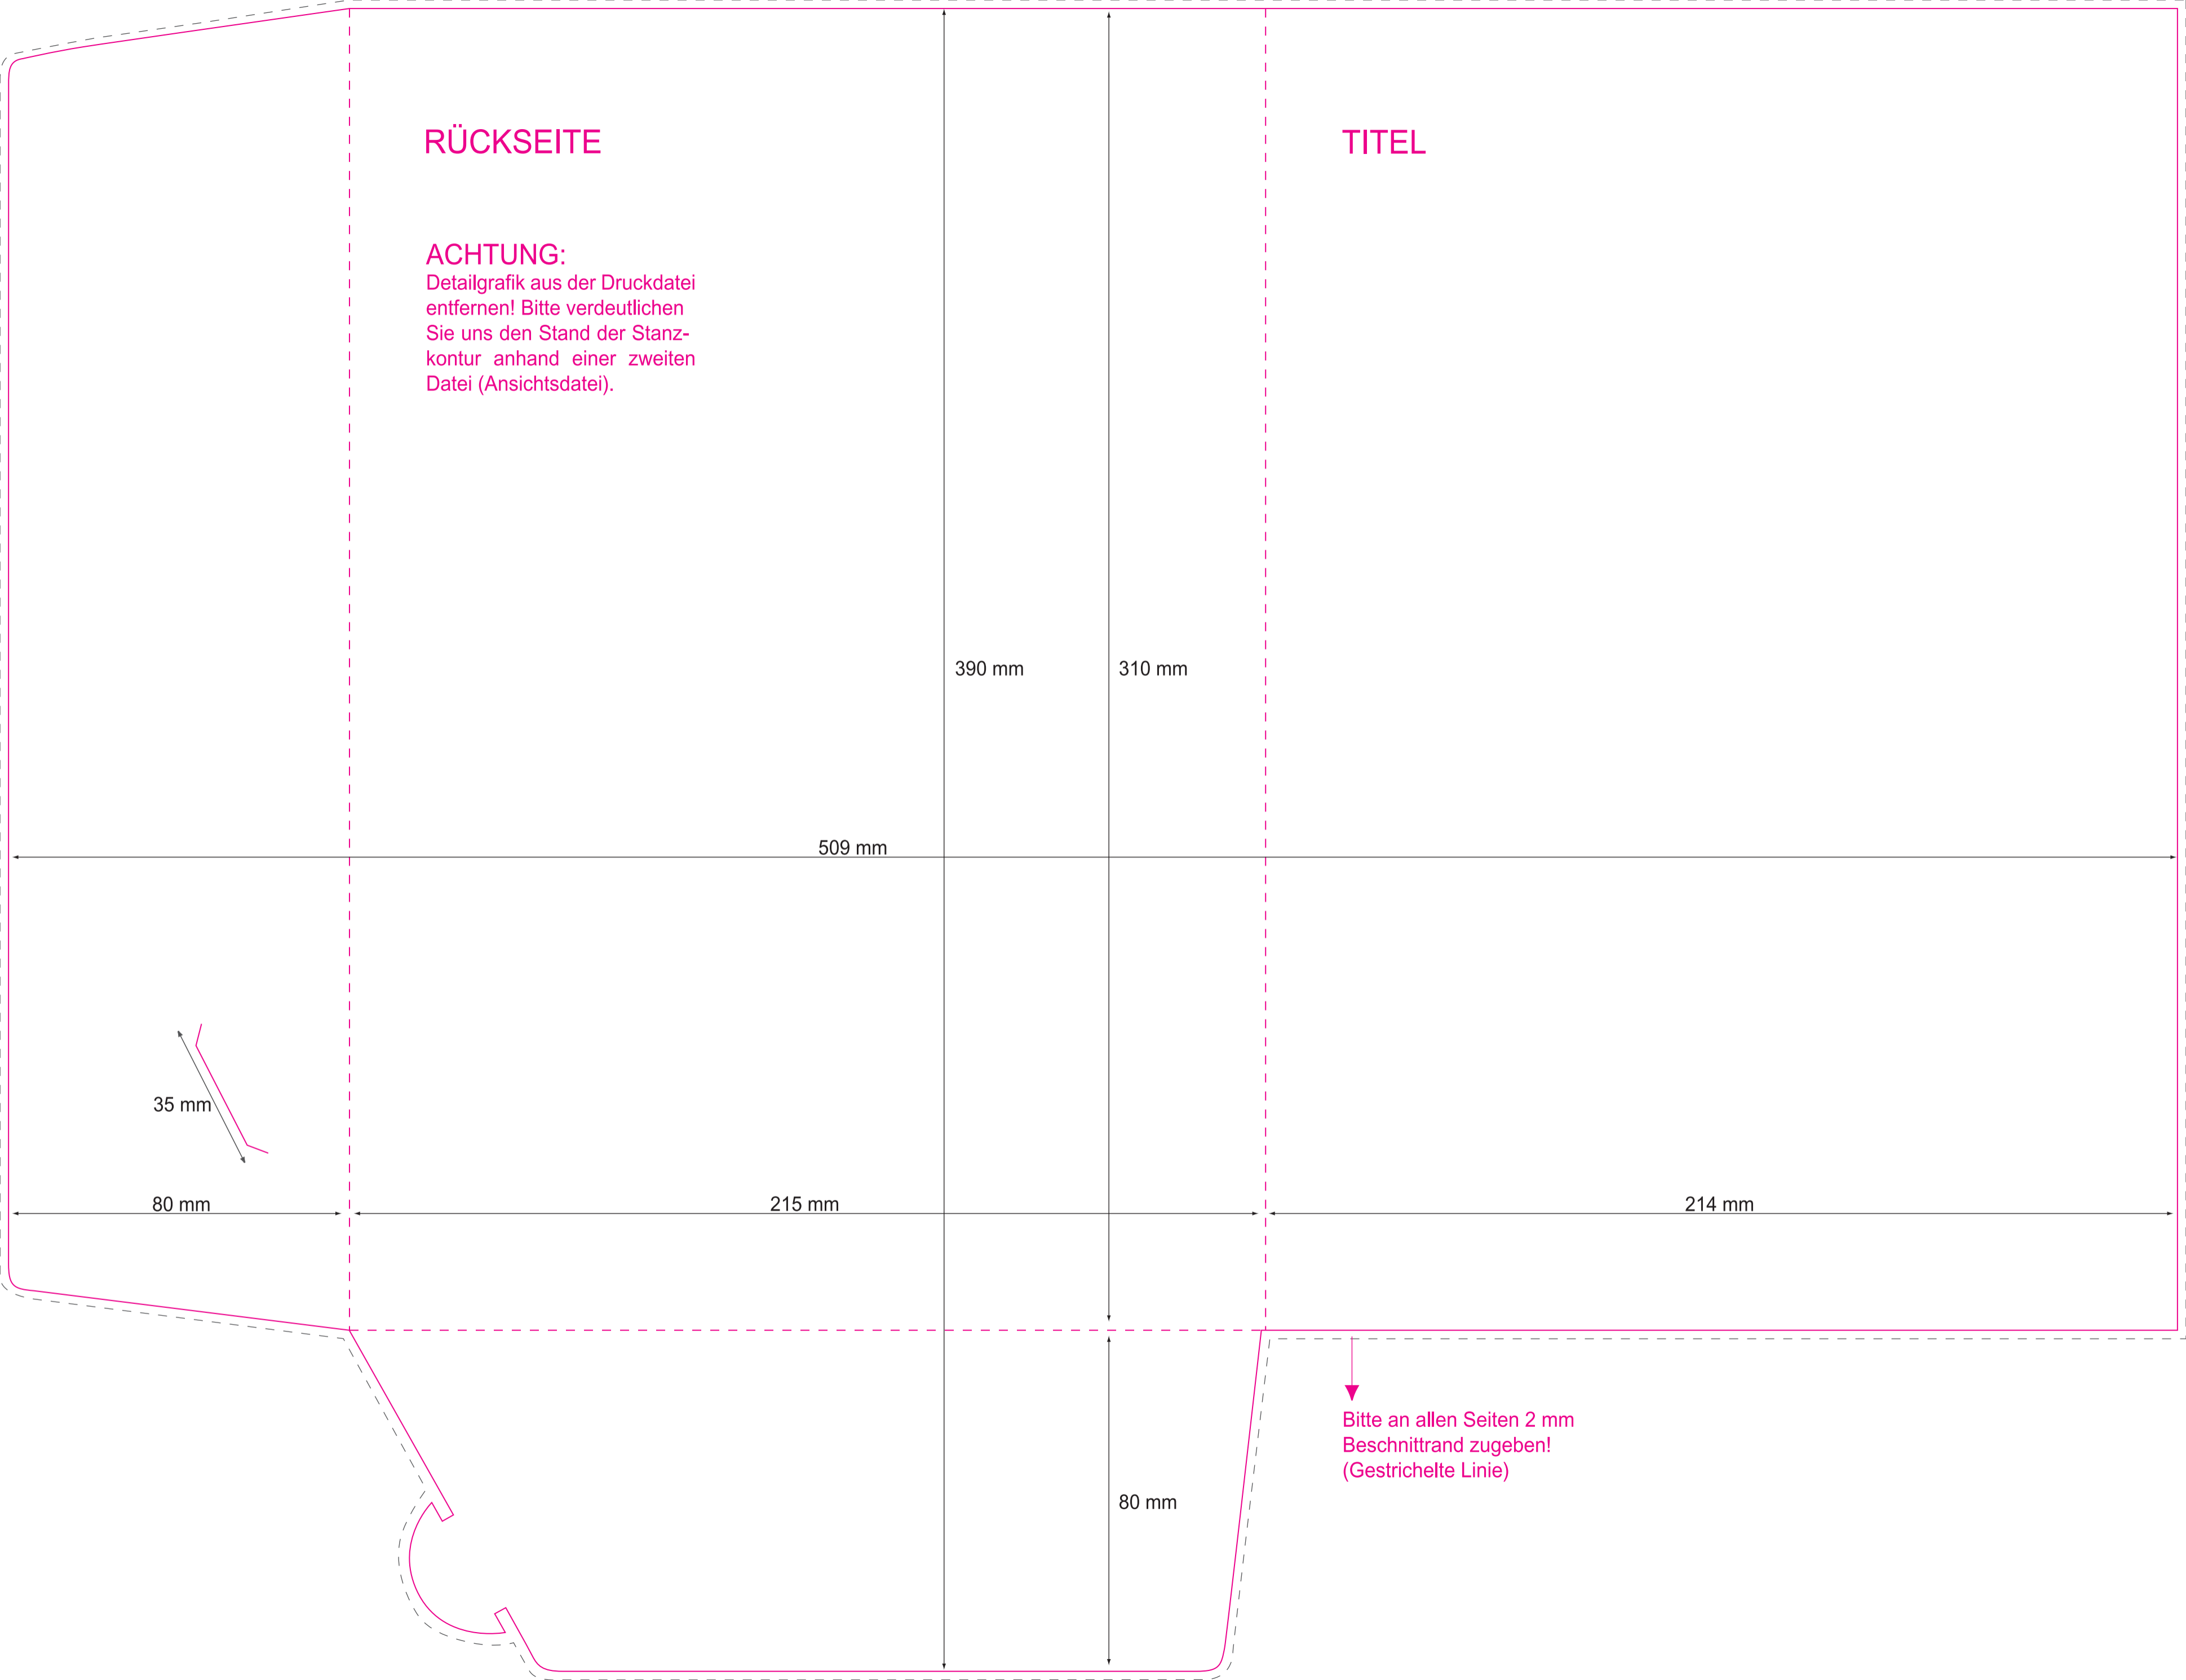 RÜCKSEITE
TITEL
ACHTUNG:
Detailgrafik aus der Druckdatei
entfernen! Bitte verdeutlichen
Sie uns den Stand der Stanz-
kontur anhand einer zweiten
Datei (Ansichtsdatei).
390 mm
310 mm
509 mm
35 mm
80 mm
215 mm
214 mm
Bitte an allen Seiten 2 mm
Beschnittrand zugeben!
(Gestrichelte Linie)
80 mm